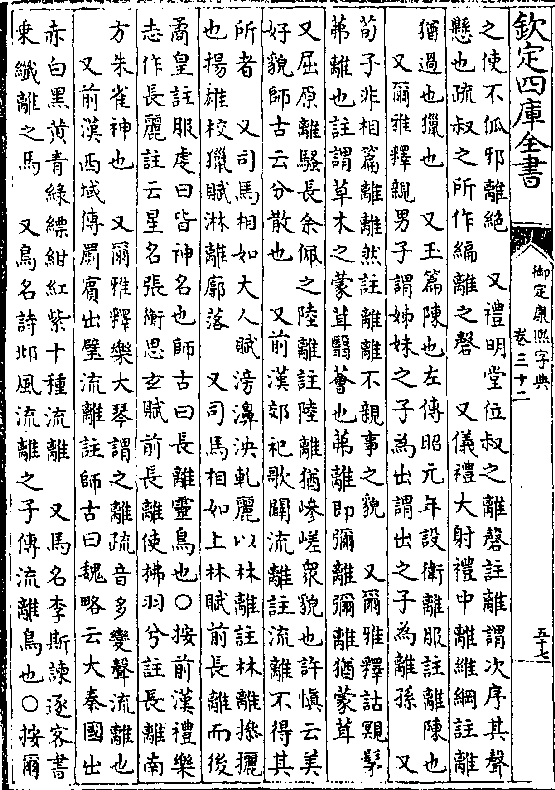 欽定四庫全書
御定康熙字典
卷三十二
五十七
之使不孤邪離絶　又禮明堂位叔之離磬註離謂次序其聲
懸也疏叔之所作編離之磬　又儀禮大射禮中離維綱註離
猶過也獵也　又玉篇陳也左傳昭元年設衛離服註離陳也
又爾雅釋親男子謂姊妹之子為出謂出之子為離孫　又
荀子非相篇離離然註離離不親事之貌　又爾雅釋詁覭髳
茀離也註謂草木之蒙茸翳薈也茀離即彌離彌離猶蒙茸
又屈原離騷長余佩之陸離註陸離猶嵾嵯衆貌也許愼云美
好貌師古云分散也　又前漢郊祀歌闢流離註流離不得其
所者　又司馬相如大人賦滂濞泱軋麗以林離註林離摻攦
也揚雄校獵賦淋離廓落　又司馬相如上林賦前長離而後
矞皇註服虔曰皆神名也師古曰長離靈鳥也○按前漢禮樂
志作長麗註云星名張衡思玄賦前長離使拂羽兮註長離南
方朱雀神也　又爾雅釋樂大琴謂之離疏音多變聲流離也
又前漢西域傳罽賓出璧流離註師古曰魏略云大秦國出
赤白黑黄青綠縹紺紅紫十種流離　又馬名李斯諫逐客書
乗纖離之馬　又鳥名詩邶風流離之子傳流離鳥也○按爾